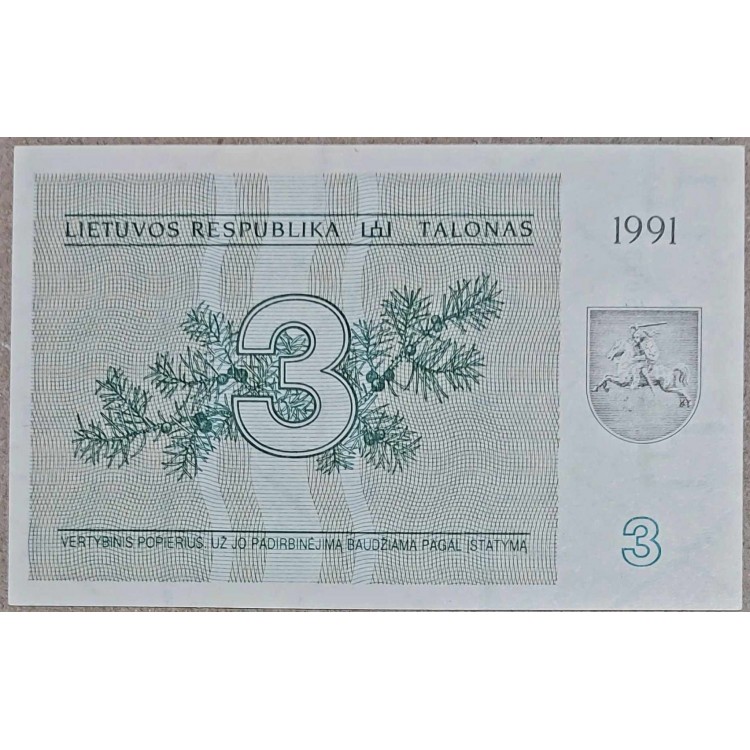 LIETUVOS RESPUBLIKA TALONAS
1991
3
VERTYBINIS POPIERIUS. UŽ JO PADIRBINĖJIMĄ BAUDŽIAMA PAGAL ĮSTATYMĄ
3